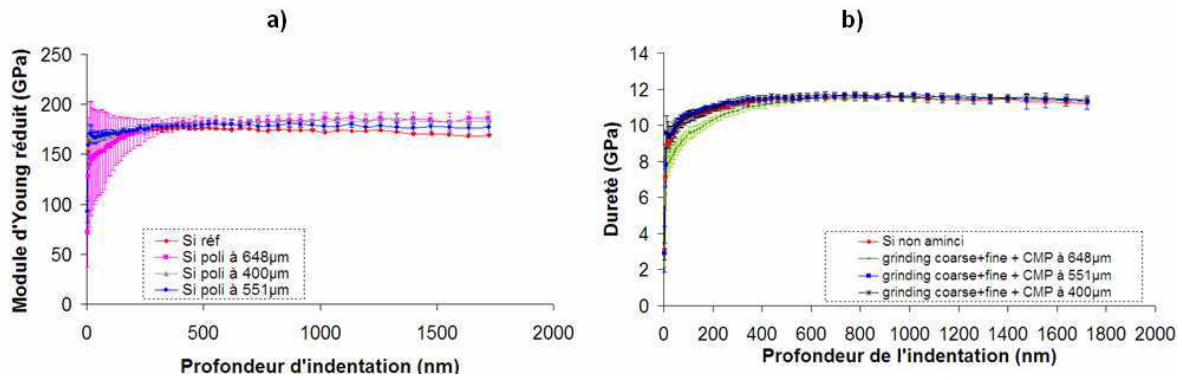 a)
Module d'Young réduit (GPa)
250
200
150
100
50
0
Si réf
Si poli à 648µm
Si poli à 400µm
Si poli à 551µm
0
500
1000
1500
2000
Profondeur d'indentation (nm)
b)
Dureté (GPa)
14
12
10
8
6
4
2
0
Si non aminci
grinding coarse+fine + CMP à 648µm
grinding coarse+fine + CMP à 551µm
grinding coarse+fine + CMP à 400µm
0
200
400
600
800
1000
1200
1400
1600
1800
2000
Profondeur de l'indentation (nm)